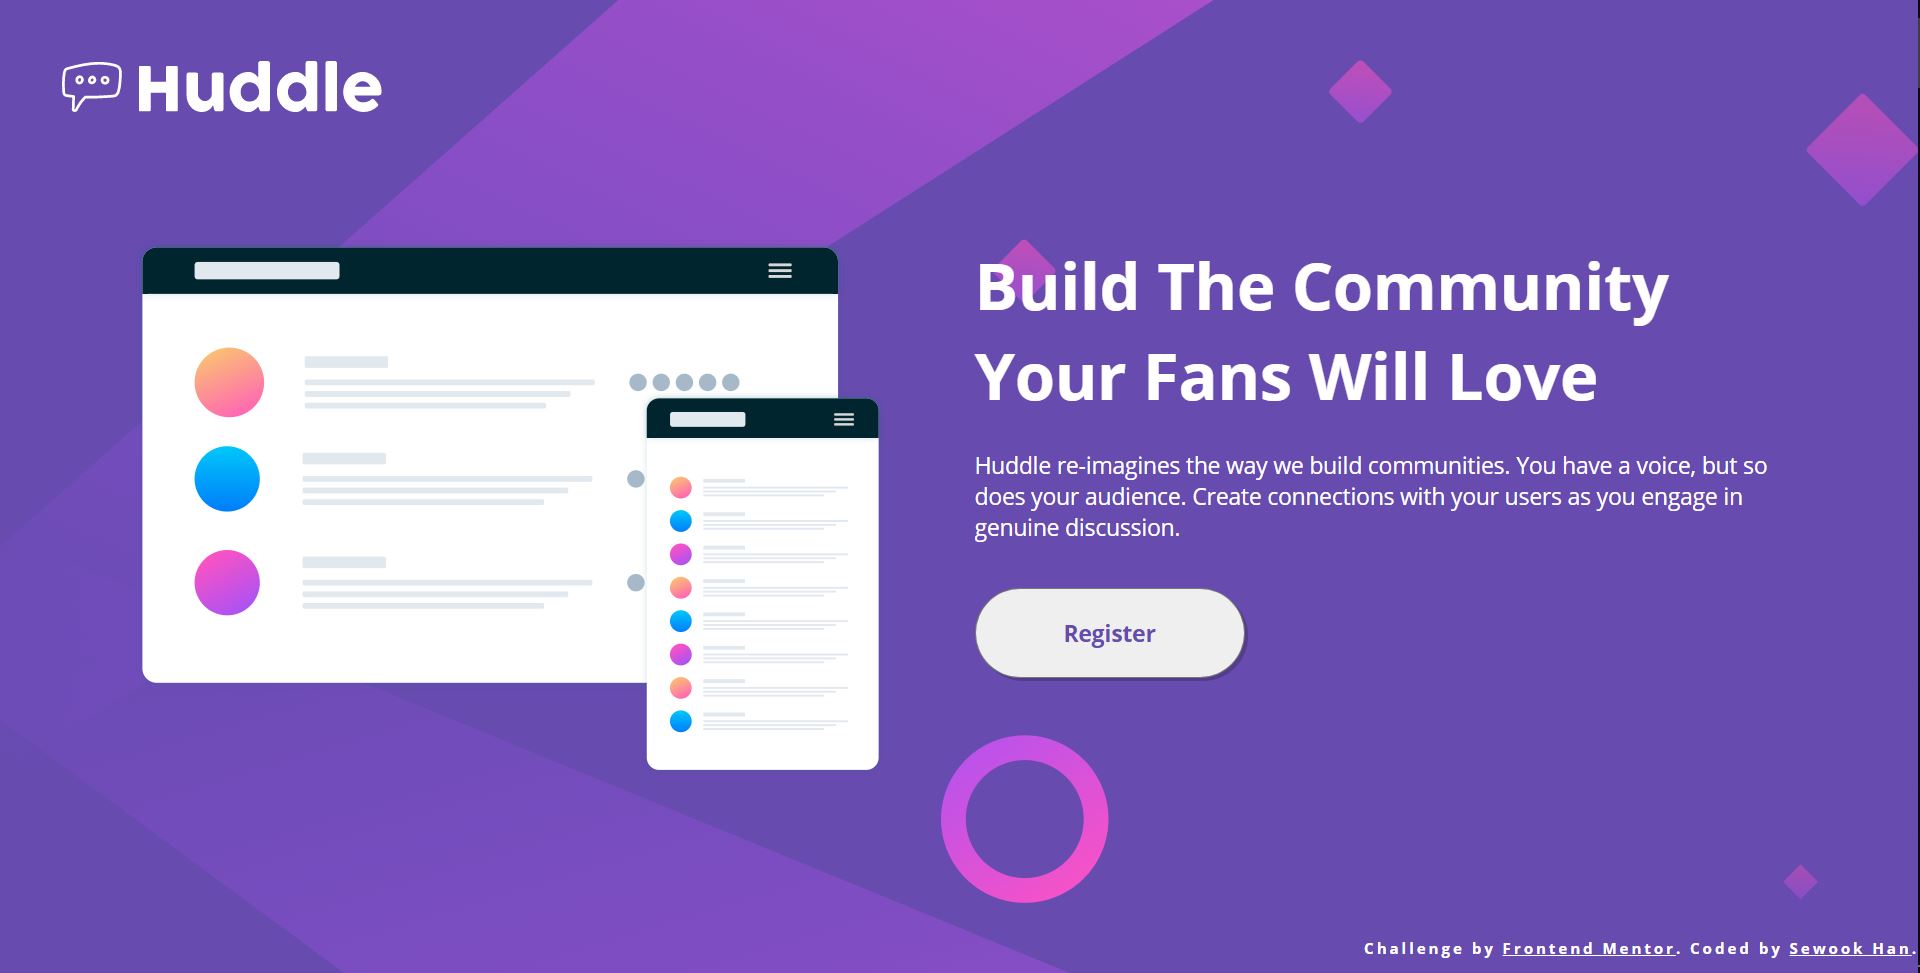 Huddle
Build The Community
Your Fans Will Love
Huddle re-imagines the way we build communities. You have a voice, but so
does your audience. Create connections with your users as you engage in
genuine discussion.
Register
Challenge by Frontend Mentor. Coded by Sewook Han.